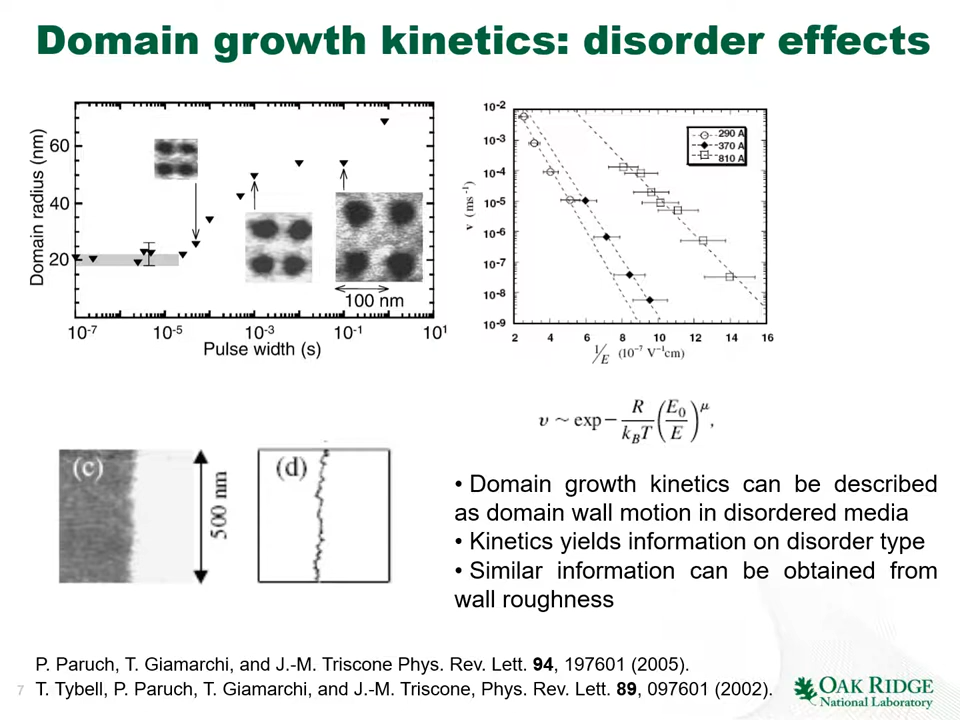 Domain growth kinetics: disorder effects
Domain radius (nm)
60
40
20
100 nm
10-7
10-5
10-3
10-1
101
Pulse width (s)
v (ms-1)
10-2
10-3
10-4
10-5
10-6
10-7
10-8
10-9
290 A
370 A
810 A
2 4 6 8 10 12 14 16
1/E (10-7 V-1cm)
υ ~ exp− R/kBT (E0/E)μ,
(c)
500 nm
(d)
• Domain growth kinetics can be described
as domain wall motion in disordered media
• Kinetics yields information on disorder type
• Similar information can be obtained from
wall roughness
P. Paruch, T. Giamarchi, and J.-M. Triscone Phys. Rev. Lett. 94, 197601 (2005).
7
T. Tybell, P. Paruch, T. Giamarchi, and J.-M. Triscone, Phys. Rev. Lett. 89, 097601 (2002).
OAK RIDGE
National Laboratory